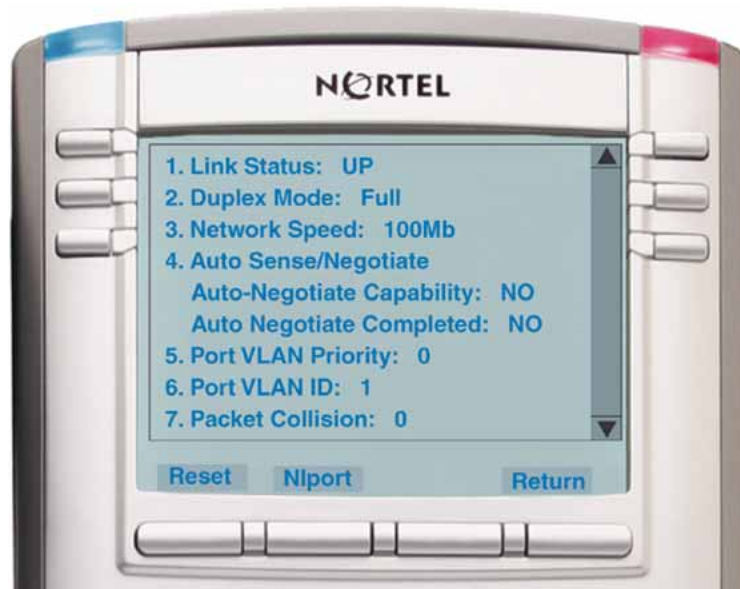 NORTEL
1. Link Status: UP
2. Duplex Mode: Full
3. Network Speed: 100Mb
4. Auto Sense/Negotiate
Auto-Negotiate Capability: NO
Auto Negotiate Completed: NO
5. Port VLAN Priority: 0
6. Port VLAN ID: 1
7. Packet Collision: 0
Reset NIport Return